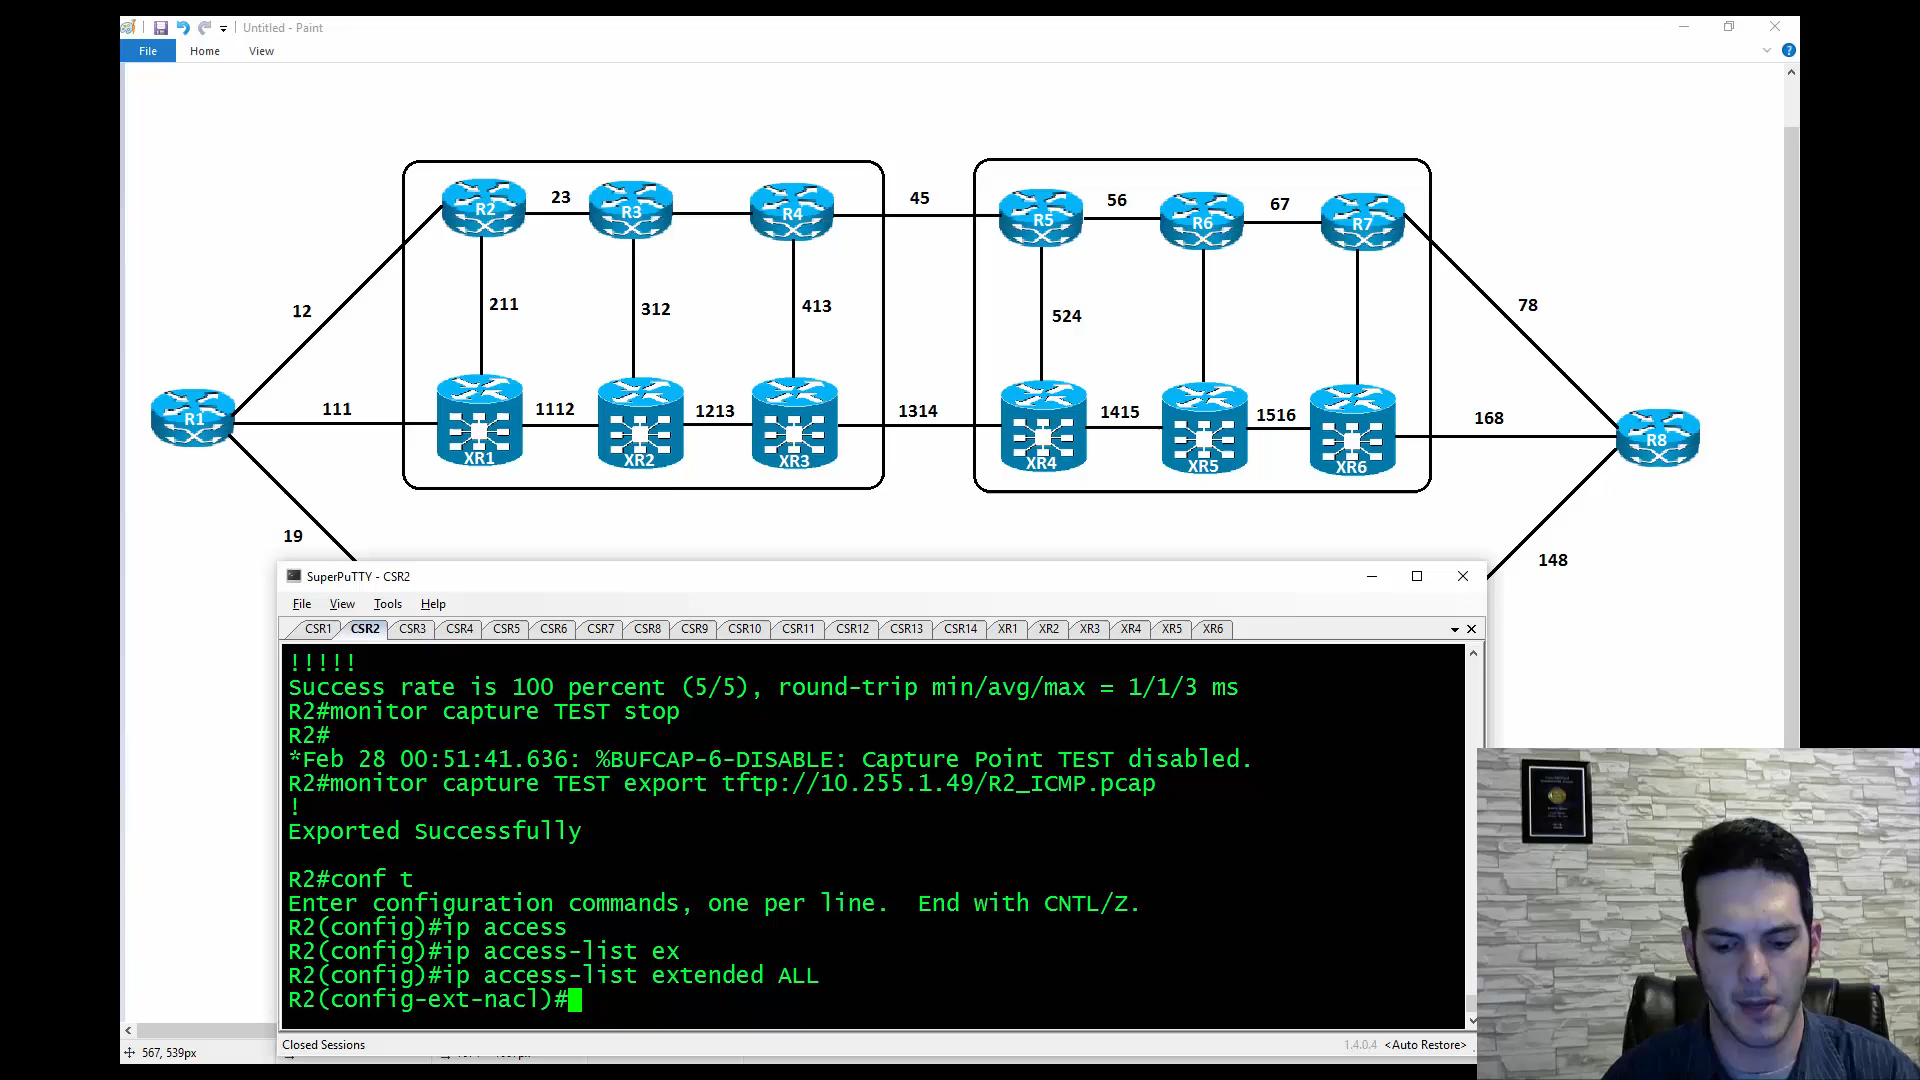 Untitled - Paint
File Home View
23 45 56 67
R2 R3 R4 R5 R6 R7
12 211 312 413 524 78
111 1112 1213 1314 1415 1516 168
R1 XR1 XR2 XR3 XR4 XR5 XR6 R8
19 148
SuperPuTTY - CSR2
File View Tools Help
CSR1 CSR2 CSR3 CSR4 CSR5 CSR6 CSR7 CSR8 CSR9 CSR10 CSR11 CSR12 CSR13 CSR14 XR1 XR2 XR3 XR4 XR5 XR6
!!!!!
Success rate is 100 percent (5/5), round-trip min/avg/max = 1/1/3 ms
R2#monitor capture TEST stop
R2#
*Feb 28 00:51:41.636: %BUFCAP-6-DISABLE: Capture Point TEST disabled.
R2#monitor capture TEST export tftp://10.255.1.49/R2_ICMP.pcap
!
Exported Successfully
R2#conf t
Enter configuration commands, one per line.  End with CNTL/Z.
R2(config)#ip access
R2(config)#ip access-list ex
R2(config)#ip access-list extended ALL
R2(config-ext-nacl)#
Closed Sessions 1.4.0.4 <Auto Restore>
567, 539px